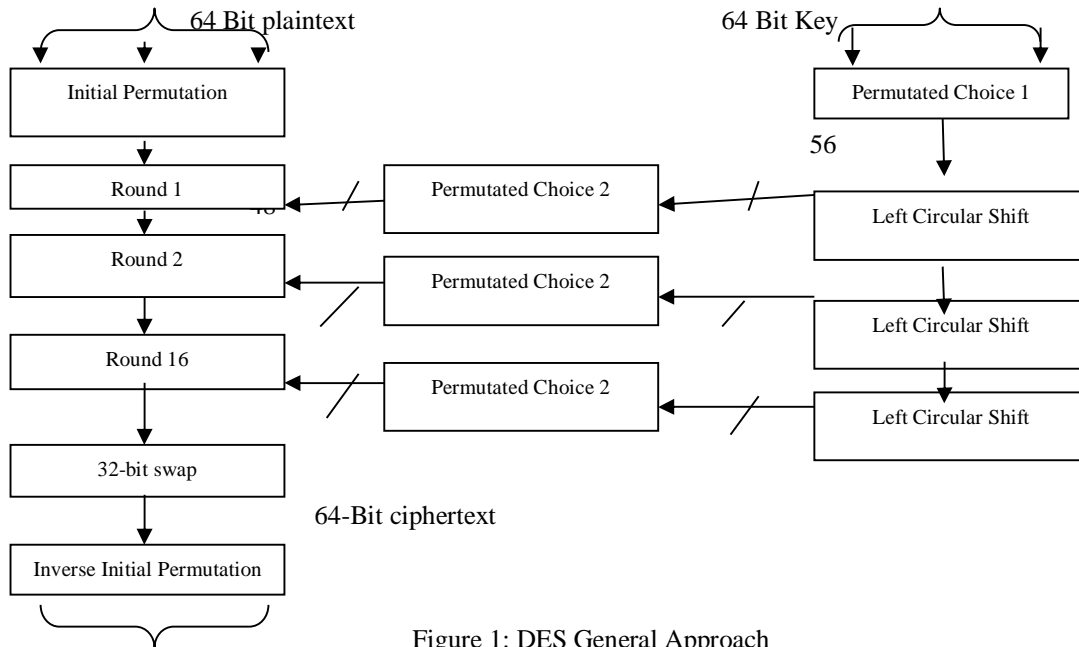 64 Bit plaintext
64 Bit Key
Initial Permutation
Permutated Choice 1
56
Round 1
Permutated Choice 2
48
Left Circular Shift
Round 2
Permutated Choice 2
Left Circular Shift
Round 16
Permutated Choice 2
Left Circular Shift
32-bit swap
64-Bit ciphertext
Inverse Initial Permutation
Figure 1: DES General Approach